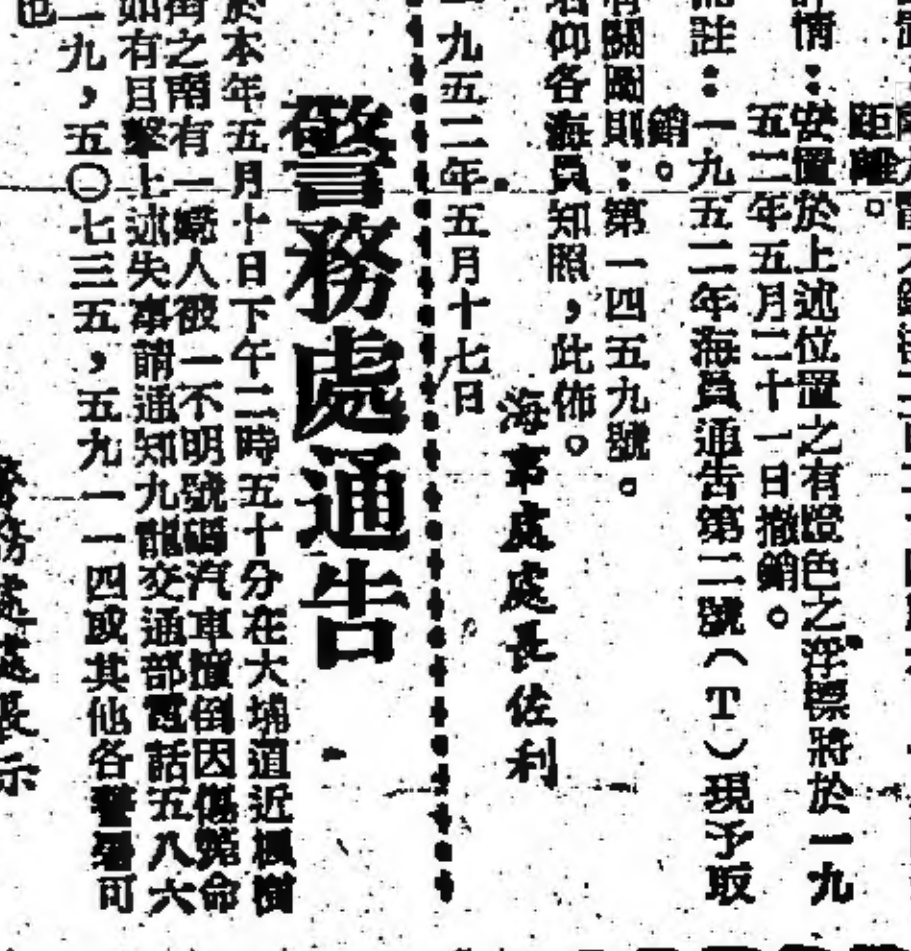 距離。
詳情：安置於上述位置之有燈色之浮標將於一九
五二年五月二十一日撤銷。
附註：一九五二年海員通告第二號（T）現予取
銷。
有關圖則：第一四五九號。
仰各海員知照，此佈。
海事處處長佐利
一九五二年五月十七日
警務處通告
於本年五月十日下午二時五十分在大埔道近楓樹
街之南有一婦人被一不明號碼汽車撞倒因傷斃命
如有目擊上述失事請通知九龍交通部電話五八六
一九，五〇七三五，五九一一四或其他各警署可
也
警務處處長示